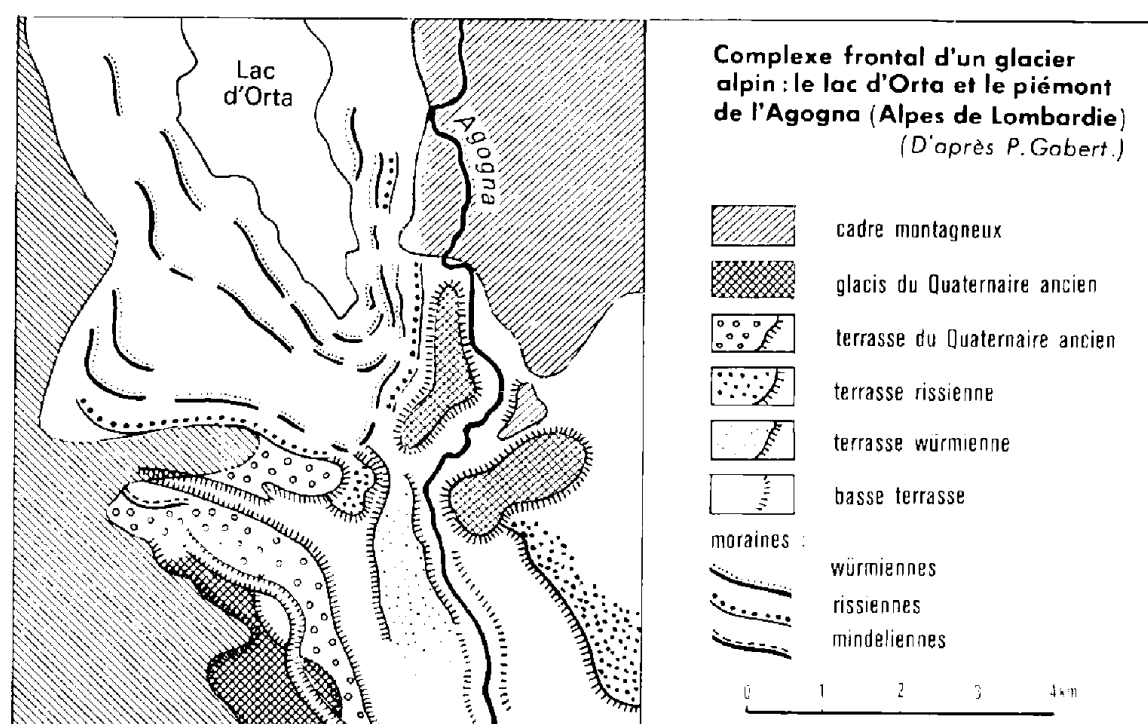 Lac
d'Orta
Agogna
Complexe frontal d'un glacier
alpin : le lac d'Orta et le piémont
de l'Agogna (Alpes de Lombardie)
(D'après P. Gabert.)
cadre montagneux
glacis du Quaternaire ancien
terrasse du Quaternaire ancien
terrasse rissienne
terrasse würmienne
basse terrasse
moraines :
würmiennes
rissiennes
mindéliennes
0 1 2 3 4 km